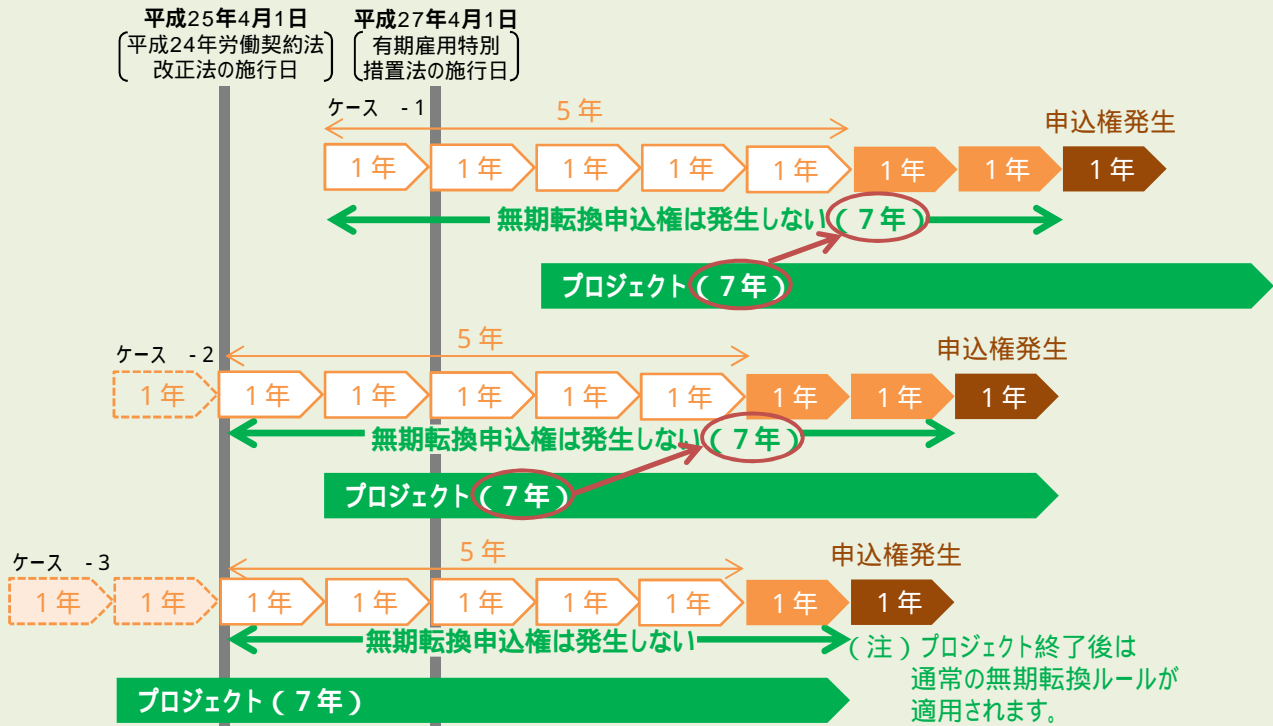 平成25年4月1日
平成24年労働契約法
改正法の施行日
平成27年4月1日
有期雇用特別
措置法の施行日
ケース -1
5年
申込権発生
1年 1年 1年 1年 1年 1年 1年 1年
無期転換申込権は発生しない(7年)
プロジェクト(7年)
ケース -2
5年
申込権発生
1年 1年 1年 1年 1年 1年 1年 1年 1年
無期転換申込権は発生しない(7年)
プロジェクト(7年)
ケース -3
5年
申込権発生
1年 1年 1年 1年 1年 1年 1年 1年 1年
無期転換申込権は発生しない
(注)プロジェクト終了後は
通常の無期転換ルールが
適用されます。
プロジェクト(7年)